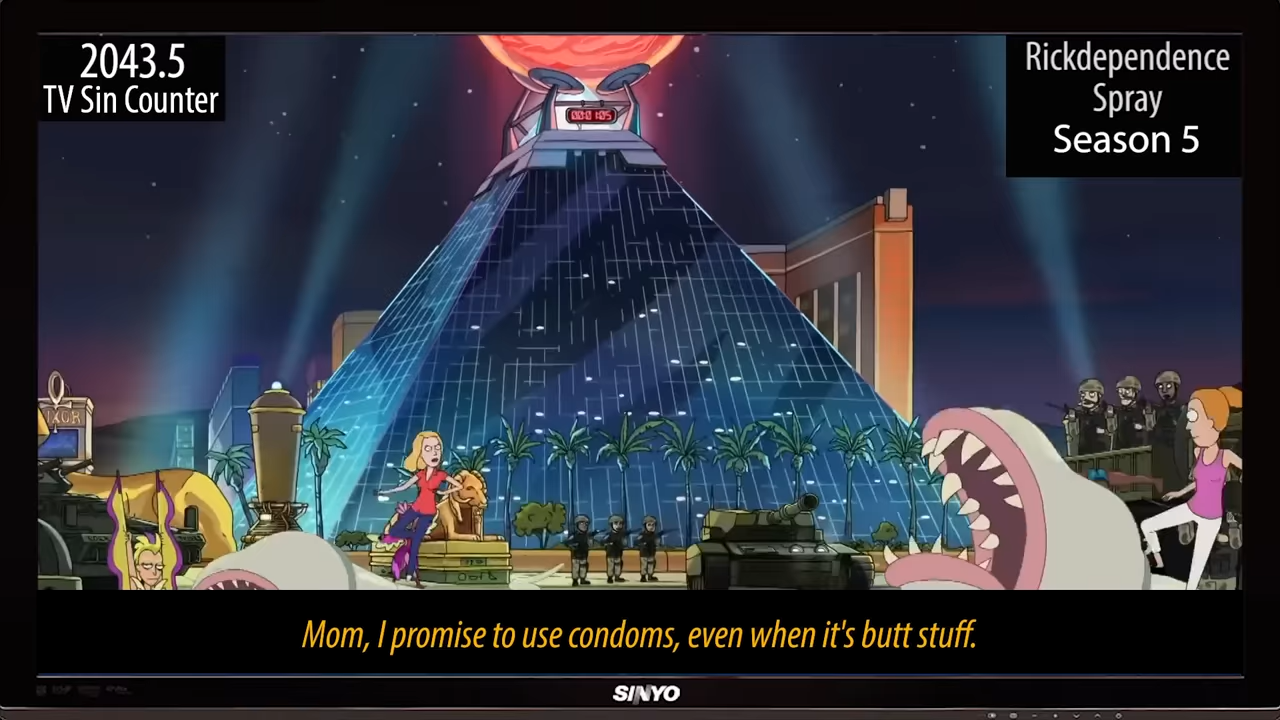 2043.5
TV Sin Counter
Rickdependence
Spray
Season 5
Mom, I promise to use condoms, even when it's butt stuff.
SINYO